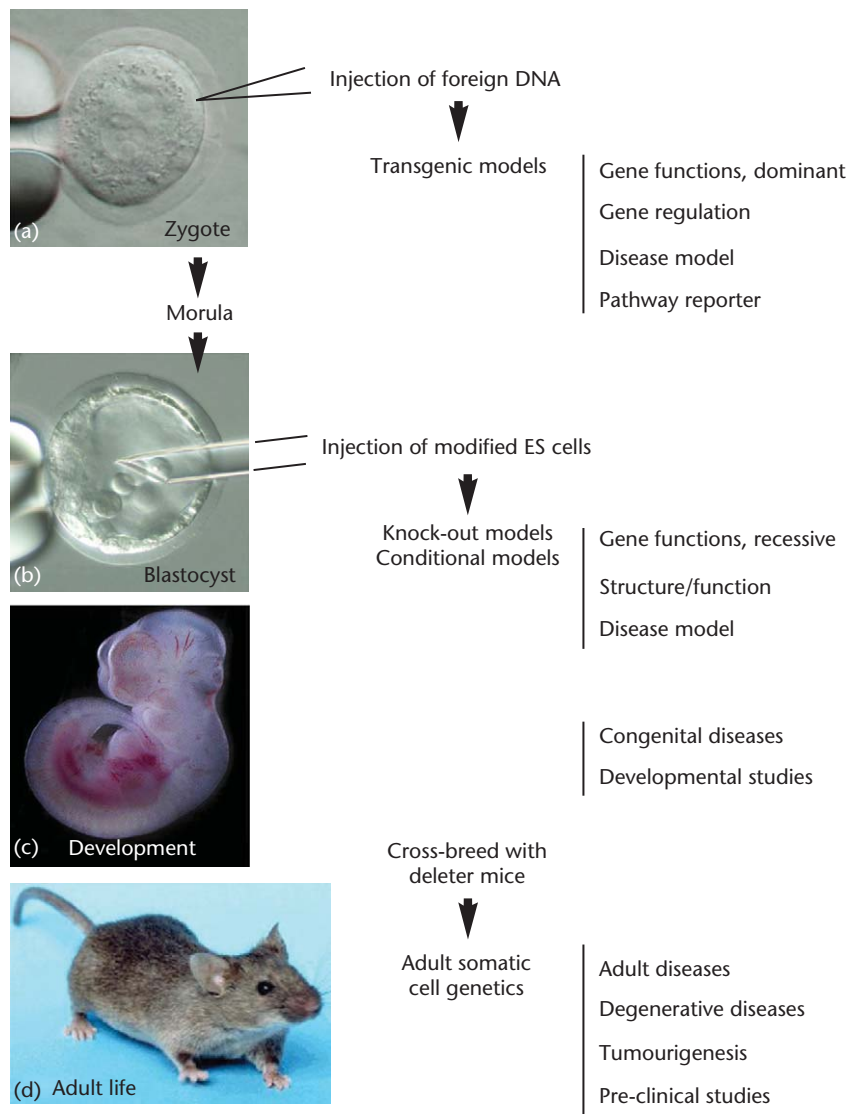 Injection of foreign DNA
Transgenic models
Gene functions, dominant
Gene regulation
Disease model
Pathway reporter
(a)
Zygote
Morula
Injection of modified ES cells
Knock-out models
Conditional models
Gene functions, recessive
Structure/function
Disease model
(b)
Blastocyst
Congenital diseases
Developmental studies
(c) Development
Cross-breed with
deleter mice
Adult somatic
cell genetics
Adult diseases
Degenerative diseases
Tumourigenesis
Pre-clinical studies
(d) Adult life